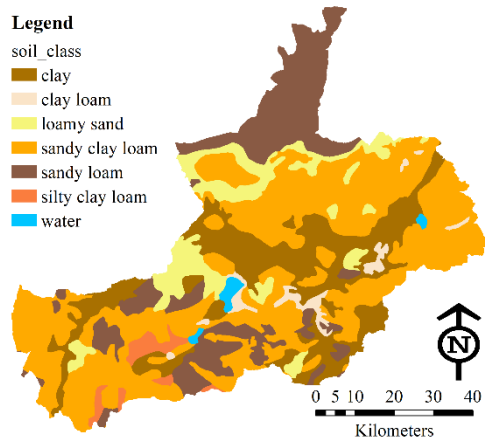 Legend
soil_class
clay
clay loam
loamy sand
sandy clay loam
sandy loam
silty clay loam
water
N
0 5 10 20 30 40
Kilometers